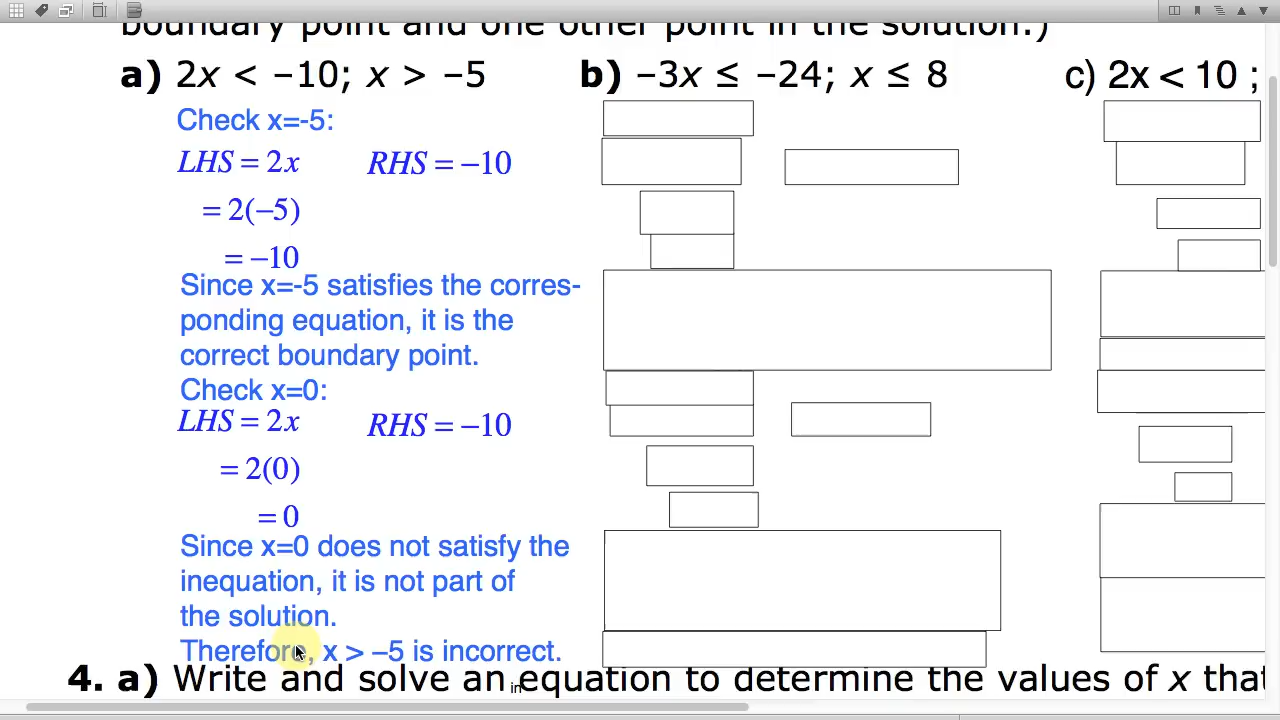 boundary point and one other point in the solution.)
a) 2x < −10; x > −5
b) −3x ≤ −24; x ≤ 8
c) 2x < 10 ;
Check x=-5:
LHS = 2x RHS = −10
= 2(−5)
= −10
Since x=-5 satisfies the corres-
ponding equation, it is the
correct boundary point.
Check x=0:
LHS = 2x RHS = −10
= 2(0)
= 0
Since x=0 does not satisfy the
inequation, it is not part of
the solution.
Therefore, x > −5 is incorrect.
4. a) Write and solve an inequation to determine the values of x that